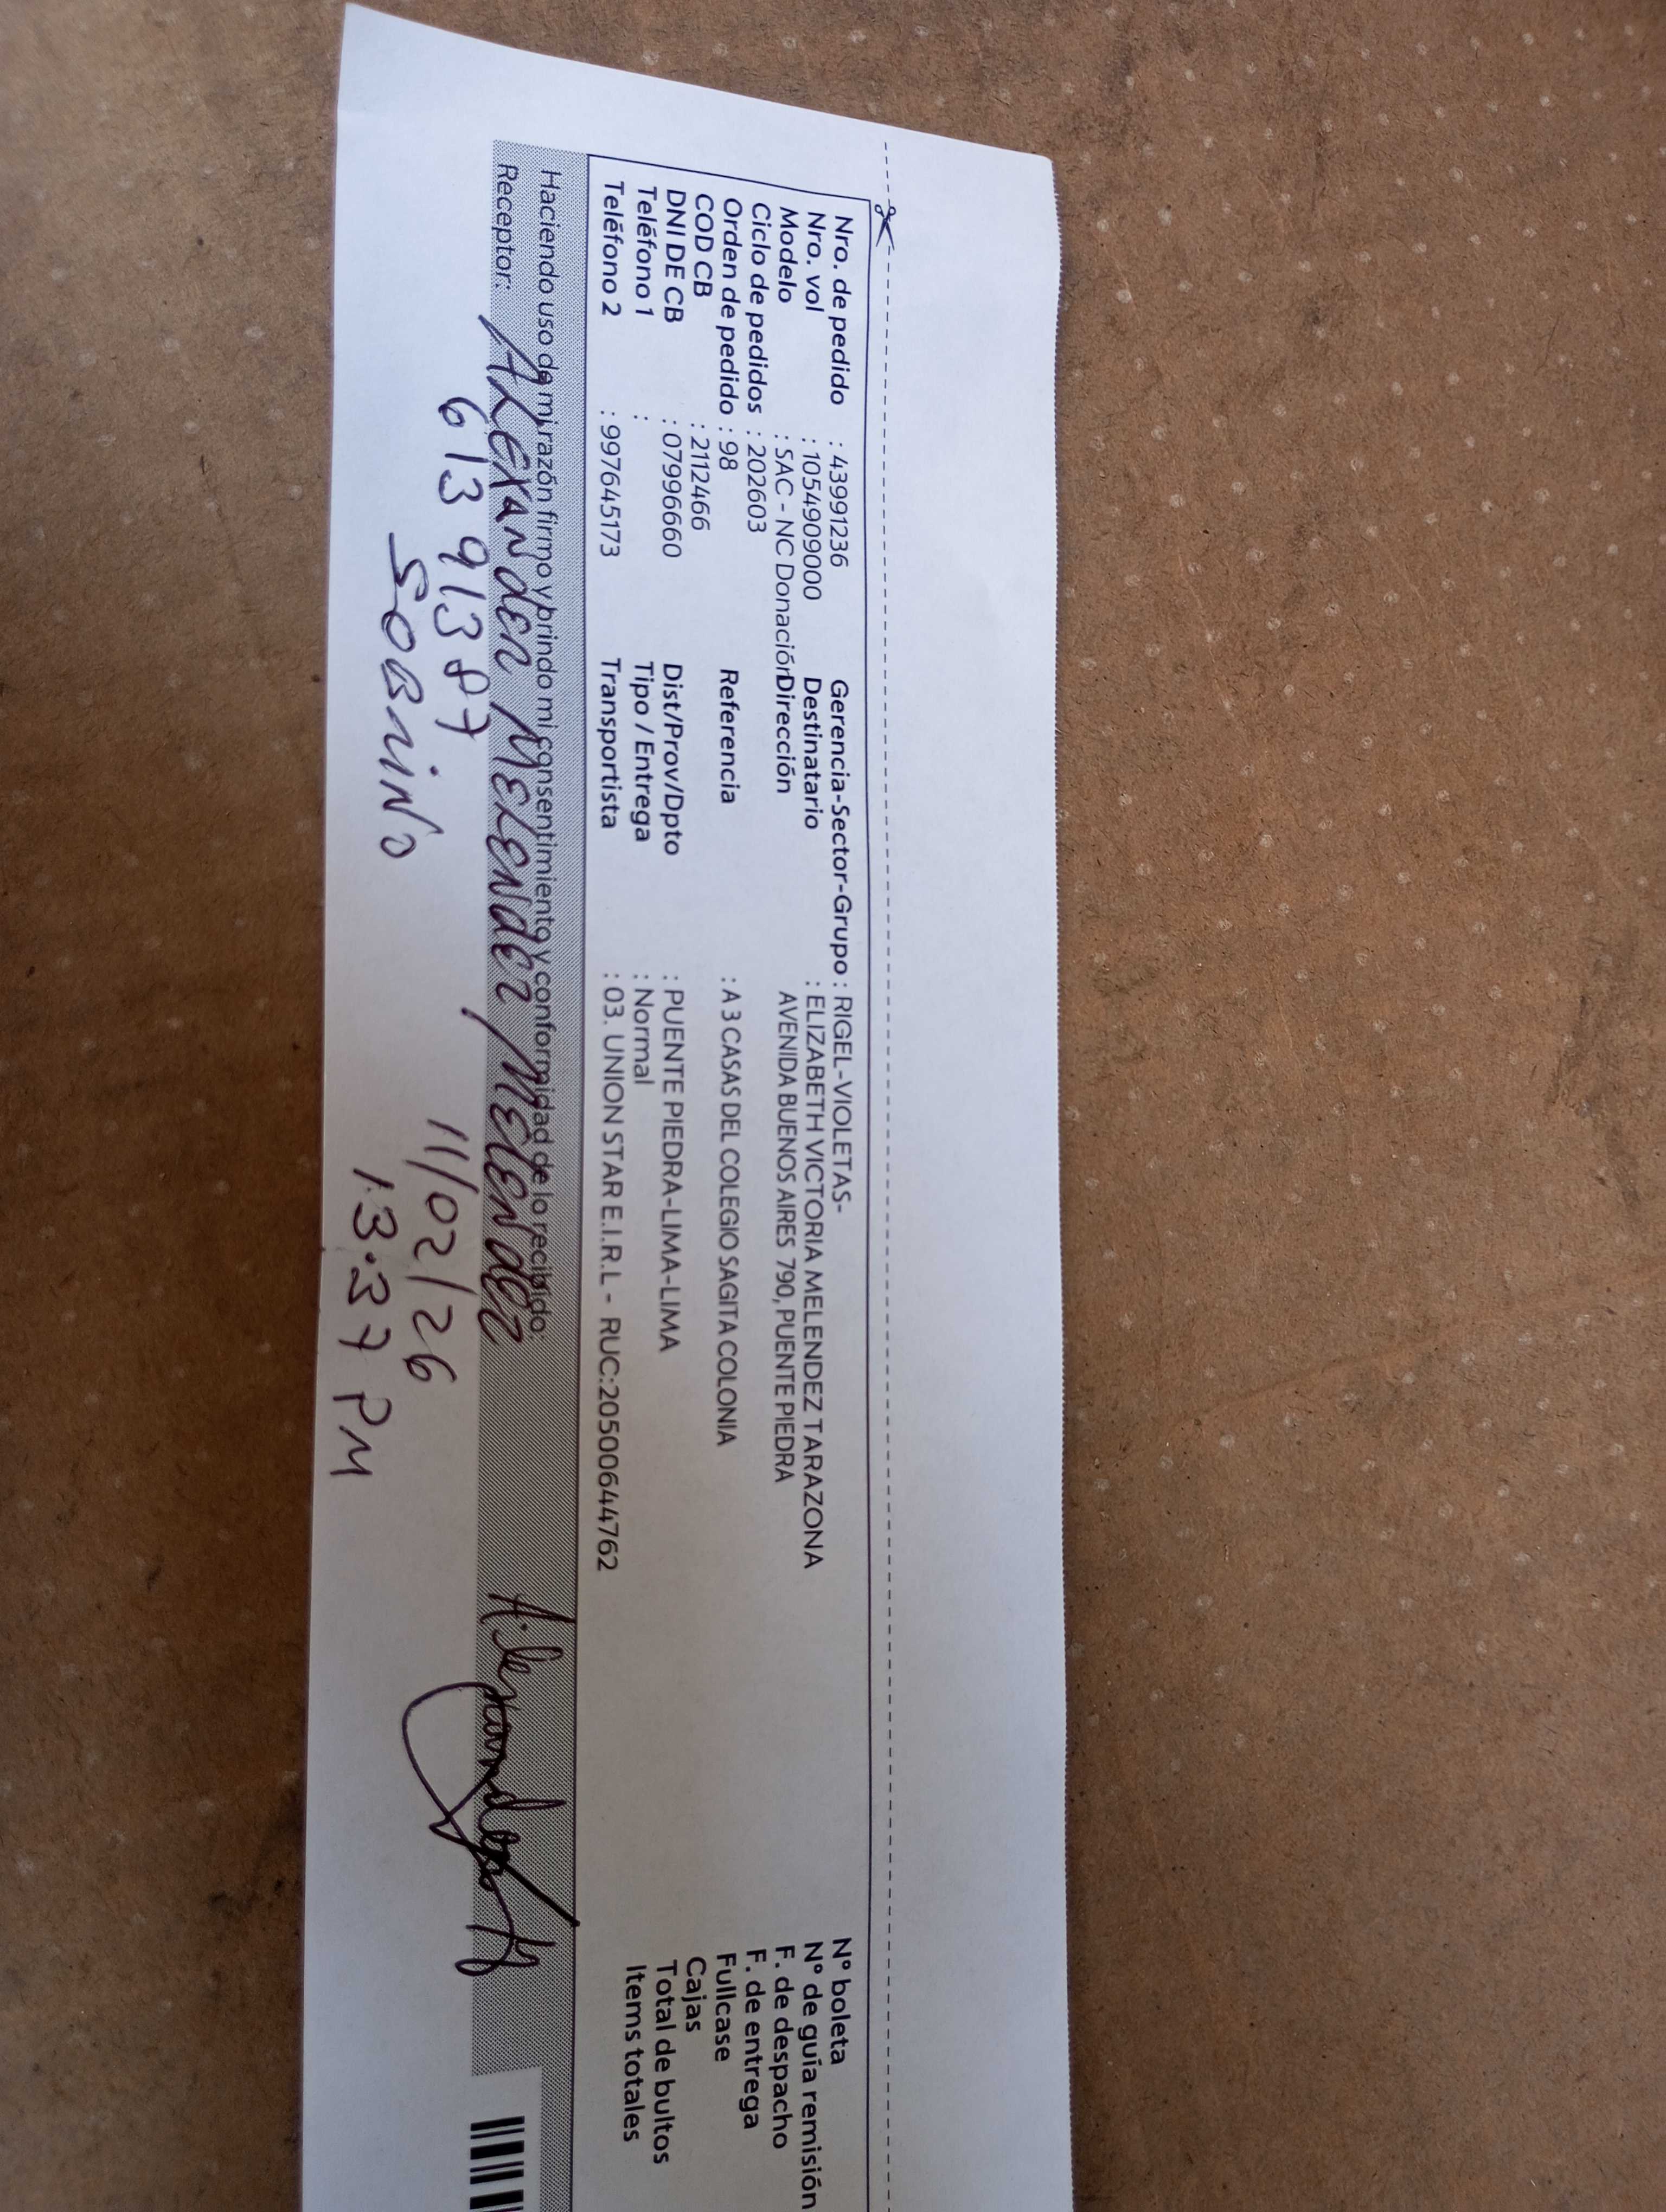 Nro. de pedido : 43991236 Gerencia-Sector-Grupo : RIGEL-VIOLETAS- N° boleta
Nro. vol : 1054909000 Destinatario : ELIZABETH VICTORIA MELENDEZ TARAZONA N° de guía remisión
Modelo : SAC - NC DonaciónDirección AVENIDA BUENOS AIRES 790, PUENTE PIEDRA F. de despacho
Ciclo de pedidos : 202603 F. de entrega
Orden de pedido : 98 Referencia : A 3 CASAS DEL COLEGIO SAGITA COLONIA Fullcase
COD CB : 2112466 Cajas
DNI DE CB : 07996660 Dist/Prov/Dpto : PUENTE PIEDRA-LIMA-LIMA Total de bultos
Teléfono 1 : Tipo / Entrega : Normal Items totales
Teléfono 2 : 997645173 Transportista : 03. UNION STAR E.I.R.L - RUC:20500644762
Haciendo uso de mi razón firmo y brindo mi consentimiento y conformidad de lo recibido.
Receptor: ALEXANder MELENdez MELENdez
613 913 87 11/02/26
SOBRINO 13:37 PM